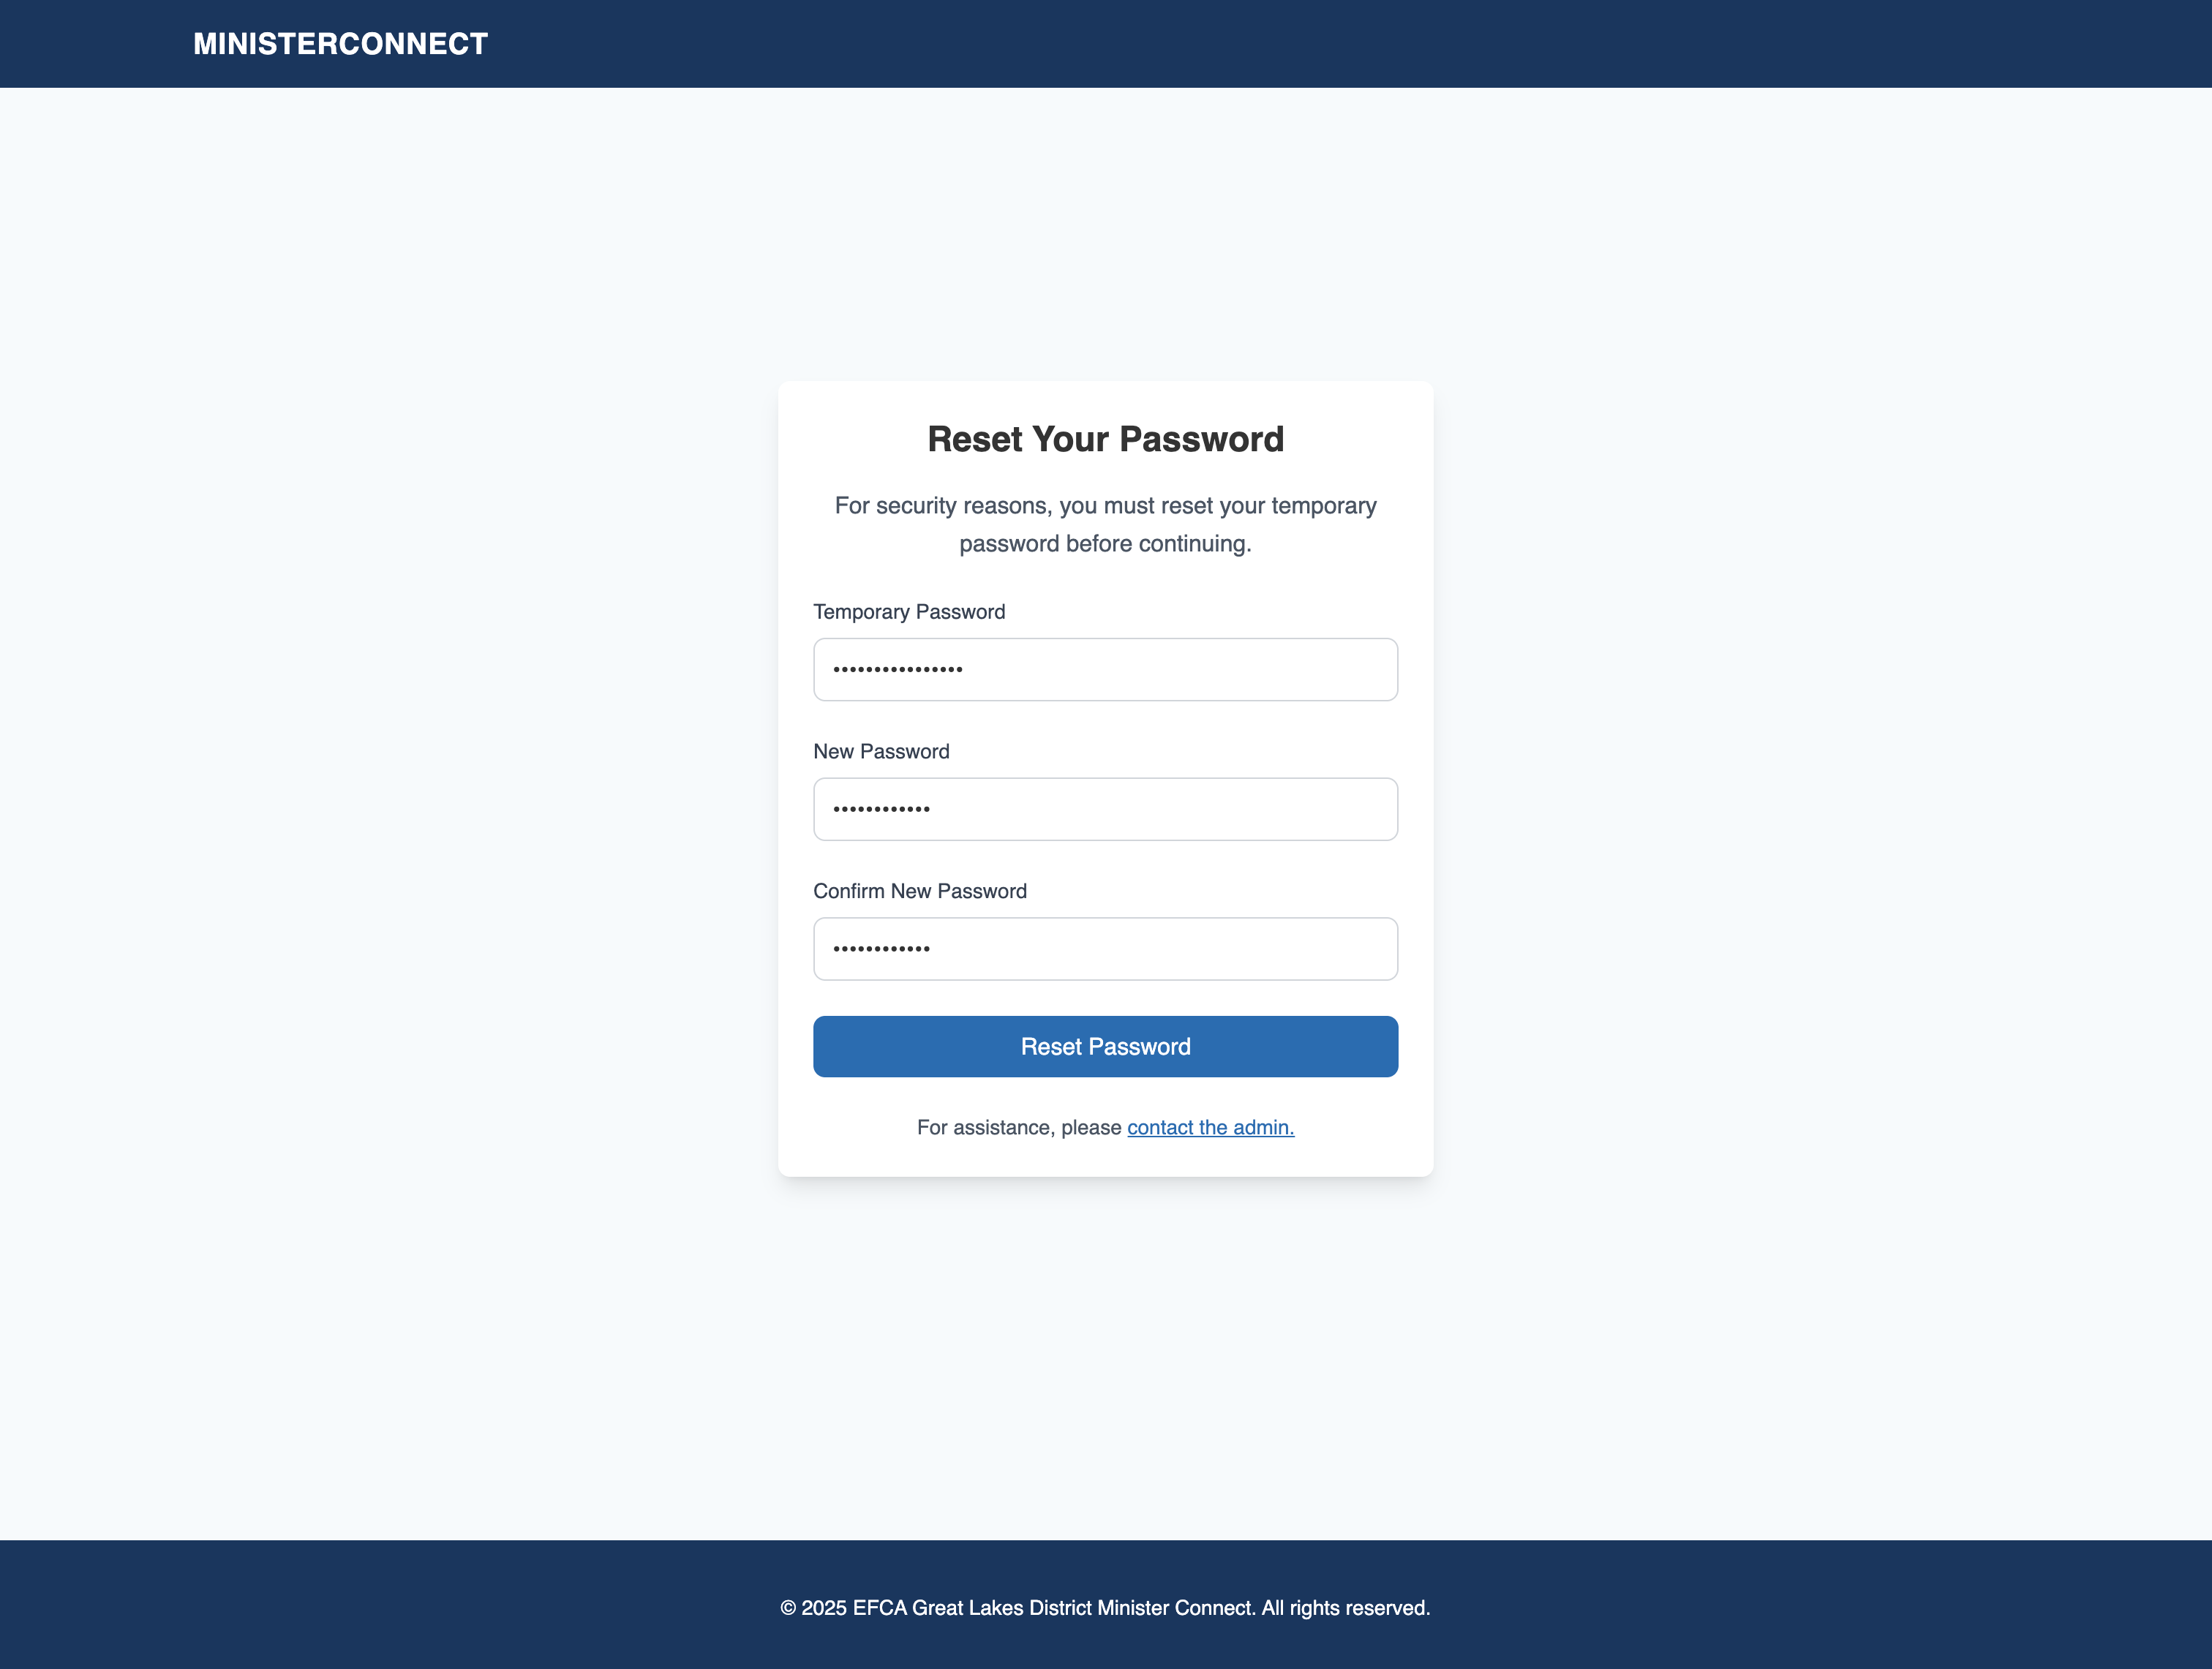 MINISTERCONNECT
Reset Your Password
For security reasons, you must reset your temporary
password before continuing.
Temporary Password
••••••••••••••••
New Password
••••••••••••
Confirm New Password
••••••••••••
Reset Password
For assistance, please contact the admin.
© 2025 EFCA Great Lakes District Minister Connect. All rights reserved.